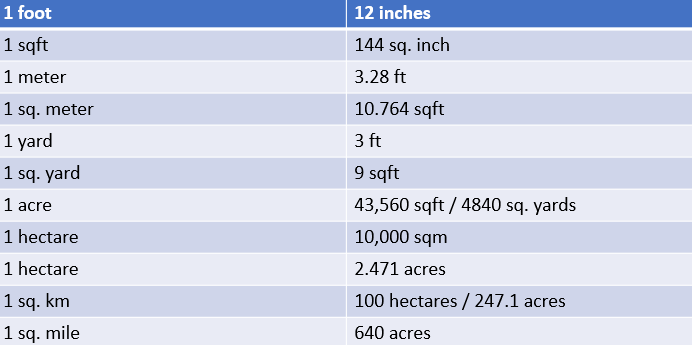 1 foot 12 inches
1 sqft 144 sq. inch
1 meter 3.28 ft
1 sq. meter 10.764 sqft
1 yard 3 ft
1 sq. yard 9 sqft
1 acre 43,560 sqft / 4840 sq. yards
1 hectare 10,000 sqm
1 hectare 2.471 acres
1 sq. km 100 hectares / 247.1 acres
1 sq. mile 640 acres